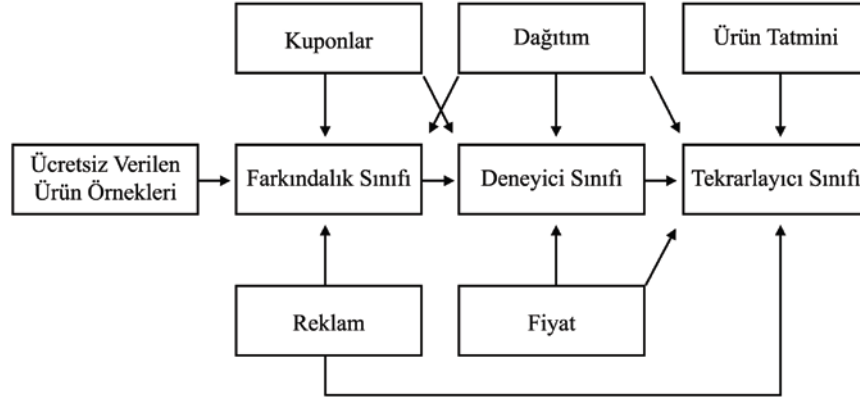 Kuponlar
Dağıtım
Ürün Tatmini
Ücretsiz Verilen
Ürün Örnekleri
Farkındalık Sınıfı
Deneyici Sınıfı
Tekrarlayıcı Sınıfı
Reklam
Fiyat